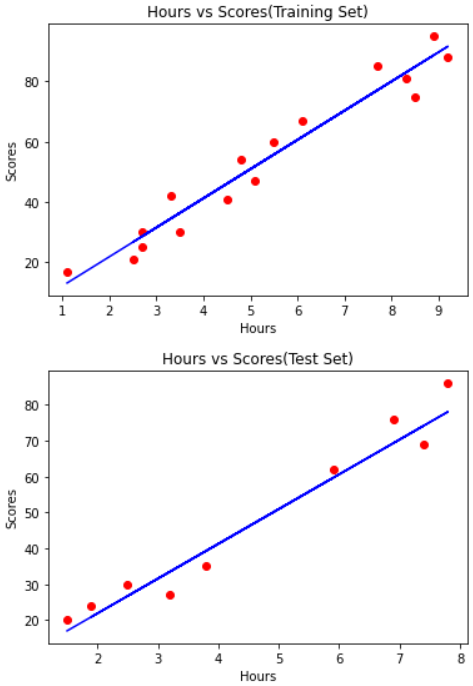 Hours vs Scores(Training Set)
80
60
40
20
Scores
1 2 3 4 5 6 7 8 9
Hours
Hours vs Scores(Test Set)
80
70
60
50
40
30
20
Scores
2 3 4 5 6 7 8
Hours